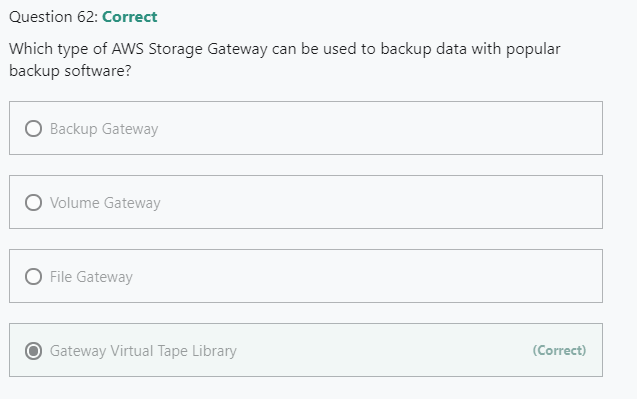 Question 62: Correct
Which type of AWS Storage Gateway can be used to backup data with popular
backup software?
Backup Gateway
Volume Gateway
File Gateway
Gateway Virtual Tape Library (Correct)